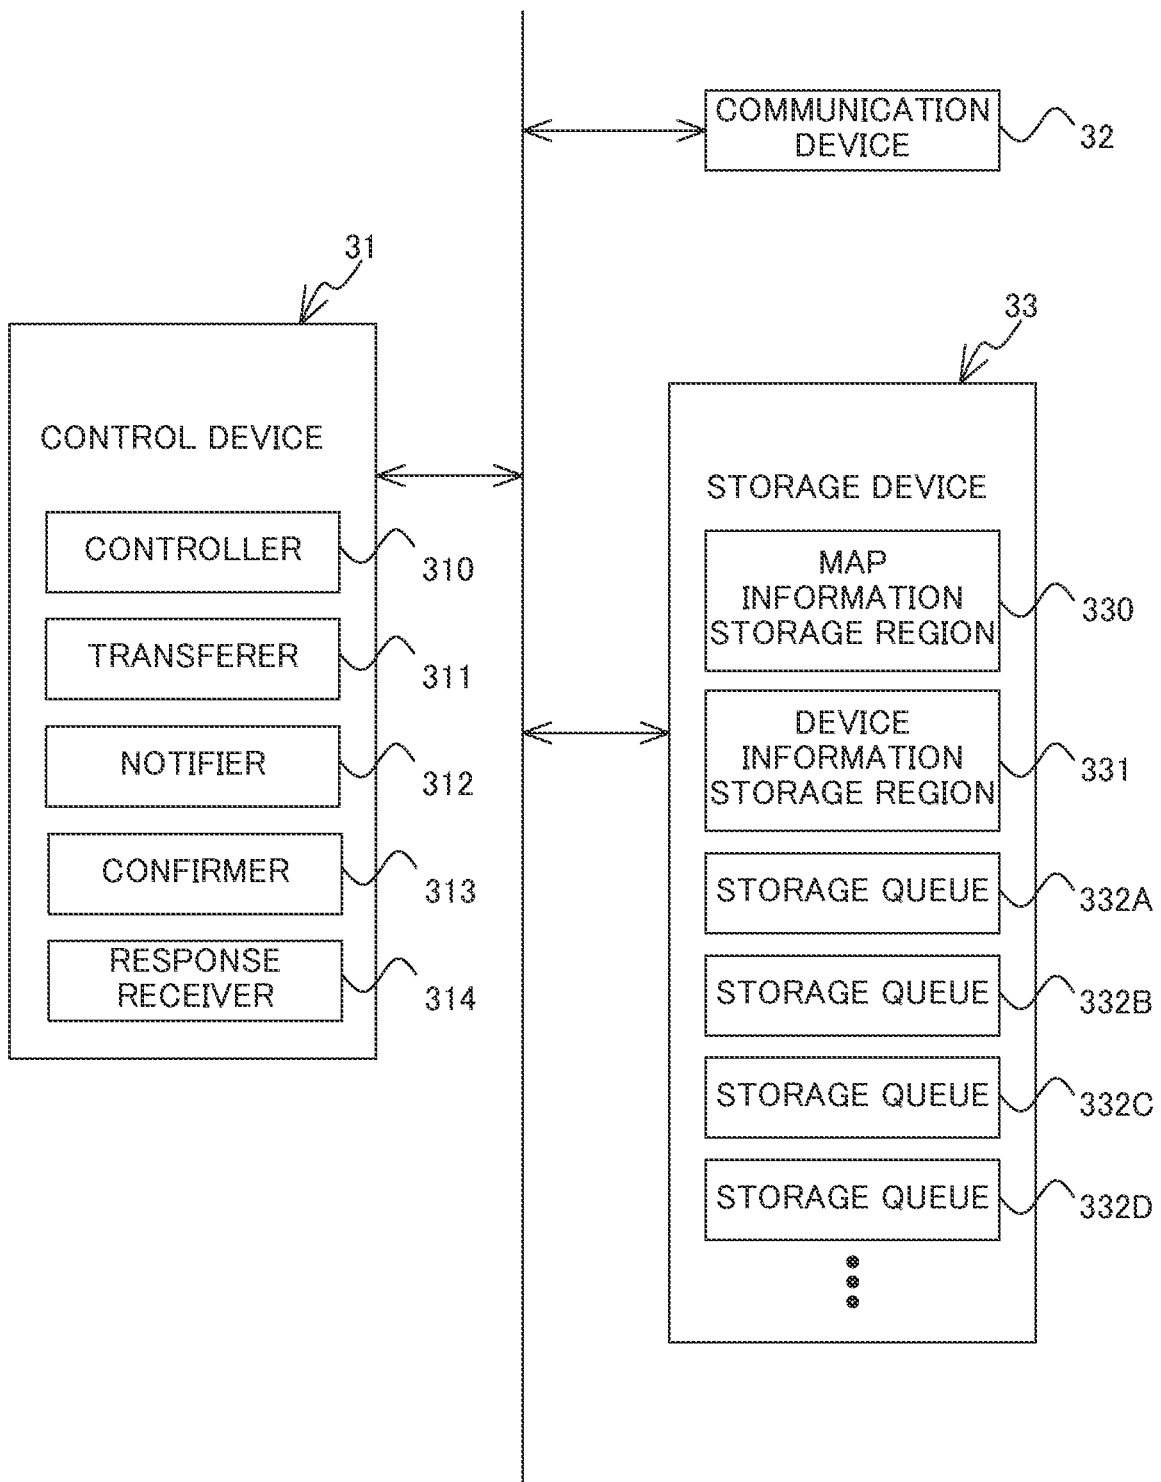 COMMUNICATION
DEVICE
32
31
CONTROL DEVICE
CONTROLLER
310
TRANSFERER
311
NOTIFIER
312
CONFIRMER
313
RESPONSE
RECEIVER
314
33
STORAGE DEVICE
MAP
INFORMATION
STORAGE REGION
330
DEVICE
INFORMATION
STORAGE REGION
331
STORAGE QUEUE
332A
STORAGE QUEUE
332B
STORAGE QUEUE
332C
STORAGE QUEUE
332D